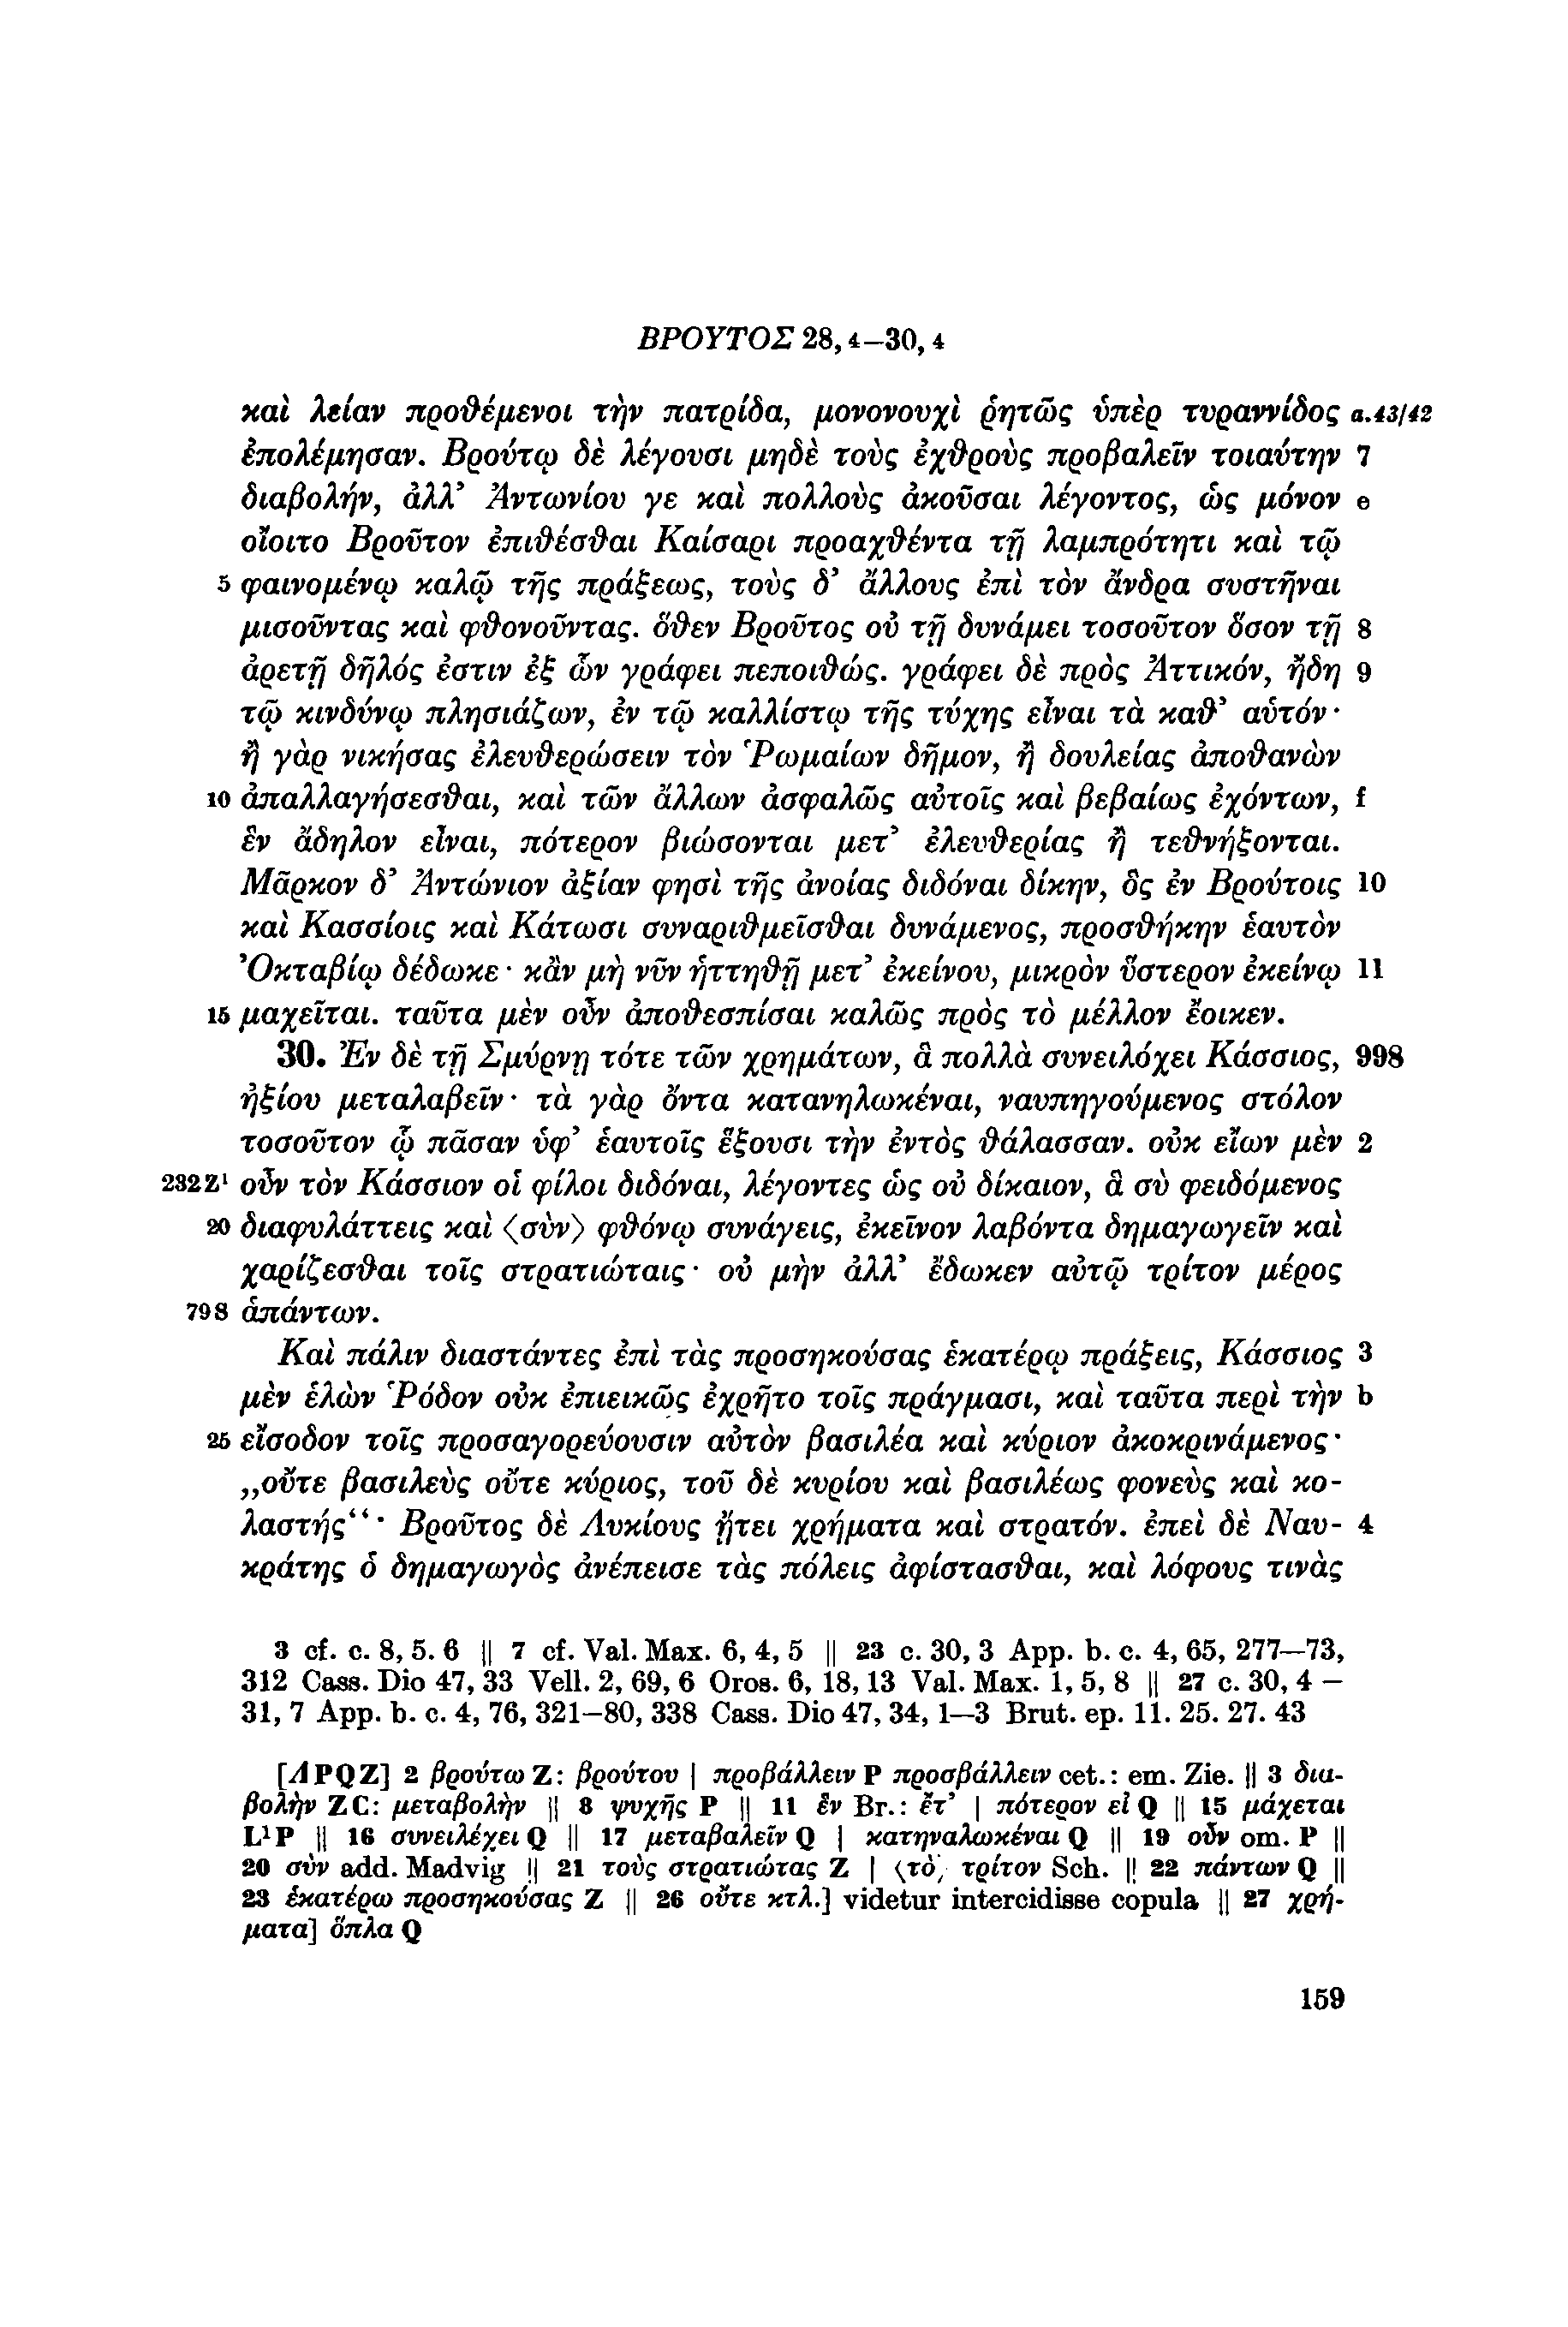 ΒΡΟΥΤΟΣ 28,4–30,4
καὶ λείαν προθέμενοι τὴν πατρίδα, μονονουχὶ ῥητῶς ὑπὲρ τυραννίδος a.43/42
ἐπολέμησαν. Βρούτῳ δὲ λέγουσι μηδὲ τοὺς ἐχθροὺς προβαλεῖν τοιαύτην 7
διαβολήν, ἀλλ’ Ἀντωνίου γε καὶ πολλοὺς ἀκοῦσαι λέγοντος, ὡς μόνον e
οἴοιτο Βροῦτον ἐπιθέσθαι Καίσαρι προαχθέντα τῇ λαμπρότητι καὶ τῷ
5 φαινομένῳ καλῷ τῆς πράξεως, τοὺς δ’ ἄλλους ἐπὶ τὸν ἄνδρα συστῆναι
μισοῦντας καὶ φθονοῦντας. ὅθεν Βροῦτος οὐ τῇ δυνάμει τοσοῦτον ὅσον τῇ 8
ἀρετῇ δῆλός ἐστιν ἐξ ὧν γράφει πεποιθώς. γράφει δὲ πρὸς Ἀττικόν, ἤδη 9
τῷ κινδύνῳ πλησιάζων, ἐν τῷ καλλίστῳ τῆς τύχης εἶναι τὰ καθ’ αὑτόν·
ἢ γὰρ νικήσας ἐλευθερώσειν τὸν Ῥωμαίων δῆμον, ἢ δουλείας ἀποθανὼν
10 ἀπαλλαγήσεσθαι, καὶ τῶν ἄλλων ἀσφαλῶς αὐτοῖς καὶ βεβαίως ἐχόντων, f
ἓν ἄδηλον εἶναι, πότερον βιώσονται μετ’ ἐλευθερίας ἢ τεθνήξονται.
Μᾶρκον δ’ Ἀντώνιον ἀξίαν φησὶ τῆς ἀνοίας διδόναι δίκην, ὃς ἐν Βρούτοις 10
καὶ Κασσίοις καὶ Κάτωσι συναριθμεῖσθαι δυνάμενος, προσθήκην ἑαυτὸν
Ὀκταβίῳ δέδωκε· κἂν μὴ νῦν ἡττηθῇ μετ’ ἐκείνου, μικρὸν ὕστερον ἐκείνῳ 11
15 μαχεῖται. ταῦτα μὲν οὖν ἀποθεσπίσαι καλῶς πρὸς τὸ μέλλον ἔοικεν.
30. Ἐν δὲ τῇ Σμύρνῃ τότε τῶν χρημάτων, ἃ πολλὰ συνειλόχει Κάσσιος, 998
ἠξίου μεταλαβεῖν· τὰ γὰρ ὄντα κατανηλωκέναι, ναυπηγούμενος στόλον
τοσοῦτον ᾧ πᾶσαν ὑφ’ ἑαυτοῖς ἕξουσι τὴν ἐντὸς θάλασσαν. οὐκ εἴων μὲν 2
232Z¹ οὖν τὸν Κάσσιον οἱ φίλοι διδόναι, λέγοντες ὡς οὐ δίκαιον, ἃ σὺ φειδόμενος
20 διαφυλάττεις καὶ ⟨σὺν⟩ φθόνῳ συνάγεις, ἐκεῖνον λαβόντα δημαγωγεῖν καὶ
χαρίζεσθαι τοῖς στρατιώταις· οὐ μὴν ἀλλ’ ἔδωκεν αὐτῷ τρίτον μέρος
798 ἁπάντων.
Καὶ πάλιν διαστάντες ἐπὶ τὰς προσηκούσας ἑκατέρῳ πράξεις, Κάσσιος 3
μὲν ἑλὼν Ῥόδον οὐκ ἐπιεικῶς ἐχρῆτο τοῖς πράγμασι, καὶ ταῦτα περὶ τὴν b
25 εἴσοδον τοῖς προσαγορεύουσιν αὐτὸν βασιλέα καὶ κύριον ἀκοκρινάμενος·
„οὔτε βασιλεὺς οὔτε κύριος, τοῦ δὲ κυρίου καὶ βασιλέως φονεὺς καὶ κο-
λαστής“· Βροῦτος δὲ Λυκίους ᾔτει χρήματα καὶ στρατόν. ἐπεὶ δὲ Ναυ- 4
κράτης ὁ δημαγωγὸς ἀνέπεισε τὰς πόλεις ἀφίστασθαι, καὶ λόφους τινὰς
3 cf. c. 8, 5. 6 || 7 cf. Val. Max. 6, 4, 5 || 23 c. 30, 3 App. b. c. 4, 65, 277—73,
312 Cass. Dio 47, 33 Vell. 2, 69, 6 Oros. 6, 18, 13 Val. Max. 1, 5, 8 || 27 c. 30, 4 –
31, 7 App. b. c. 4, 76, 321–80, 338 Cass. Dio 47, 34, 1—3 Brut. ep. 11. 25. 27. 43
[ΛPQZ] 2 βρούτω Z: βρούτου | προβάλλειν P προσβάλλειν cet.: em. Zie. || 3 δια-
βολὴν ZC: μεταβολὴν || 8 ψυχῆς P || 11 ἓν Br.: ἔτ’ | πότερον εἰ Q || 15 μάχεται
L¹P || 16 συνειλέχει Q || 17 μεταβαλεῖν Q | κατηναλωκέναι Q || 19 οὖν om. P ||
20 σὺν add. Madvig || 21 τοὺς στρατιώτας Z | ⟨τὸ⟩ τρίτον Sch. || 22 πάντων Q ||
23 ἑκατέρω προσηκούσας Z || 26 οὔτε κτλ.] videtur intercidisse copula || 27 χρή-
ματα] ὅπλα Q
159